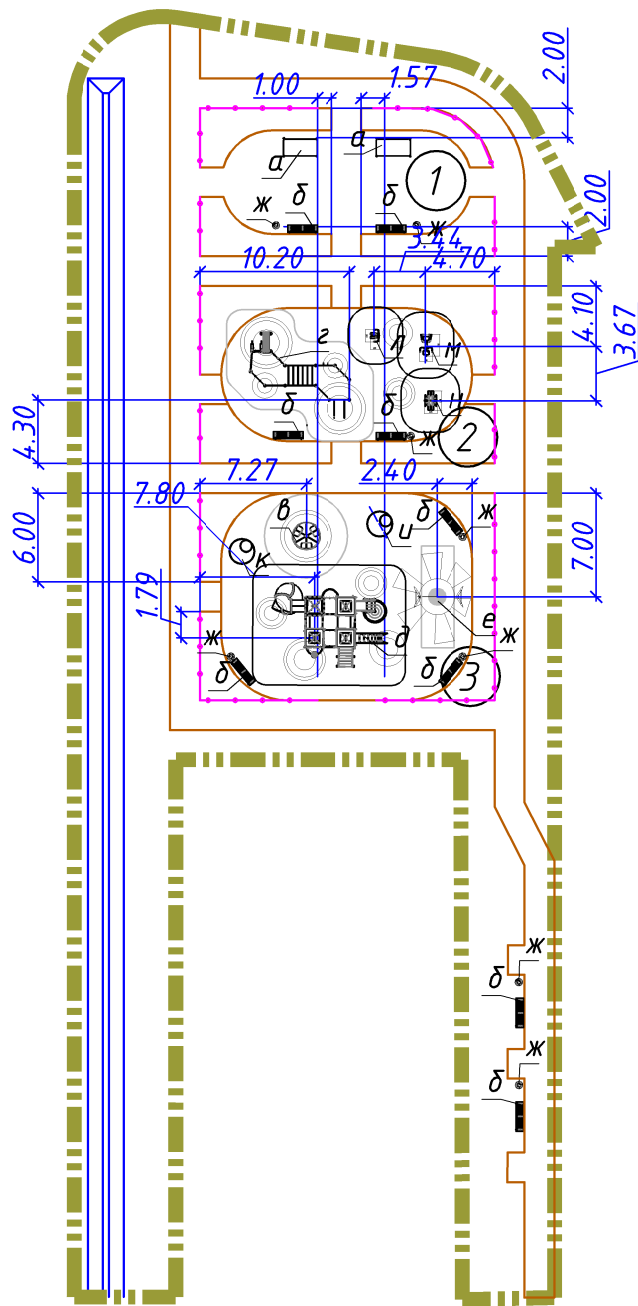 2.00
1.00
1.57
а
а
1
б
б
ж
ж
2.00
3.44
10.20
4.70
4.10
3.67
г
л
м
н
б
б
ж
2
4.30
7.27
2.40
7.80
в
и
б
ж
6.00
7.00
к
1.79
е
д
ж
ж
б
б
3
ж
б
ж
б